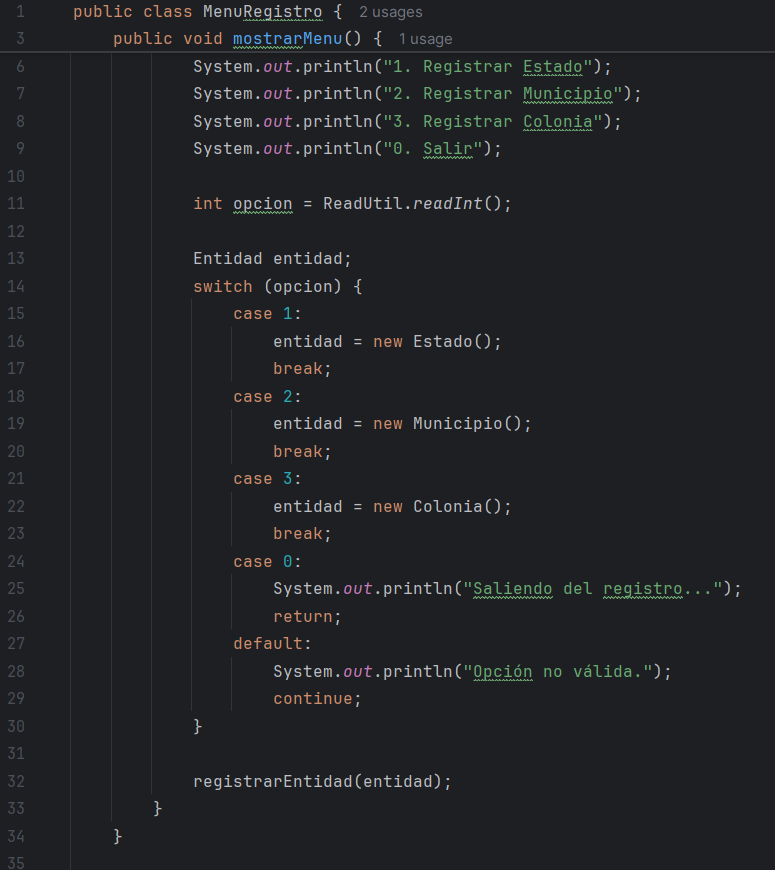 1 public class MenuRegistro { 2 usages
3 public void mostrarMenu() { 1 usage
6 System.out.println("1. Registrar Estado");
7 System.out.println("2. Registrar Municipio");
8 System.out.println("3. Registrar Colonia");
9 System.out.println("0. Salir");
10
11 int opcion = ReadUtil.readInt();
12
13 Entidad entidad;
14 switch (opcion) {
15 case 1:
16 entidad = new Estado();
17 break;
18 case 2:
19 entidad = new Municipio();
20 break;
21 case 3:
22 entidad = new Colonia();
23 break;
24 case 0:
25 System.out.println("Saliendo del registro...");
26 return;
27 default:
28 System.out.println("Opción no válida.");
29 continue;
30 }
31
32 registrarEntidad(entidad);
33 }
34 }
35